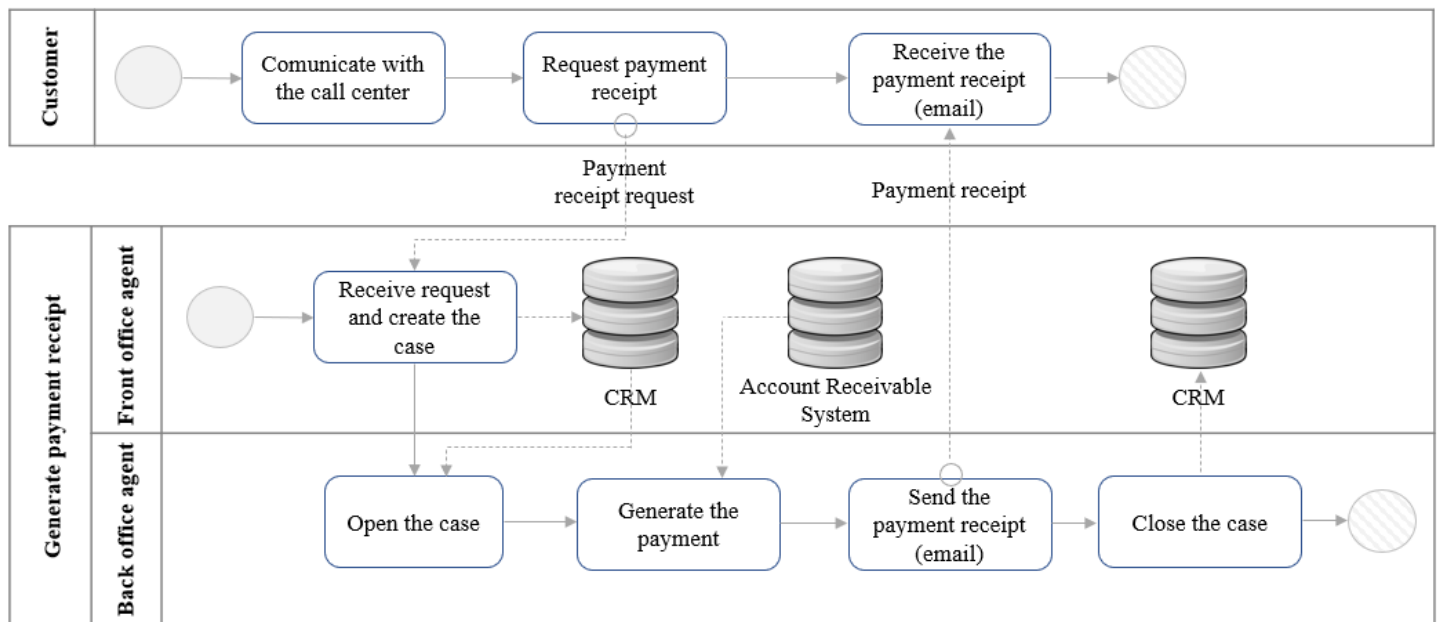 Customer
Comunicate with
the call center
Request payment
receipt
Receive the
payment receipt
(email)
Payment
receipt request
Payment receipt
Generate payment receipt
Front office agent
Receive request
and create the
case
CRM
Account Receivable
System
CRM
Back office agent
Open the case
Generate the
payment
Send the
payment receipt
(email)
Close the case